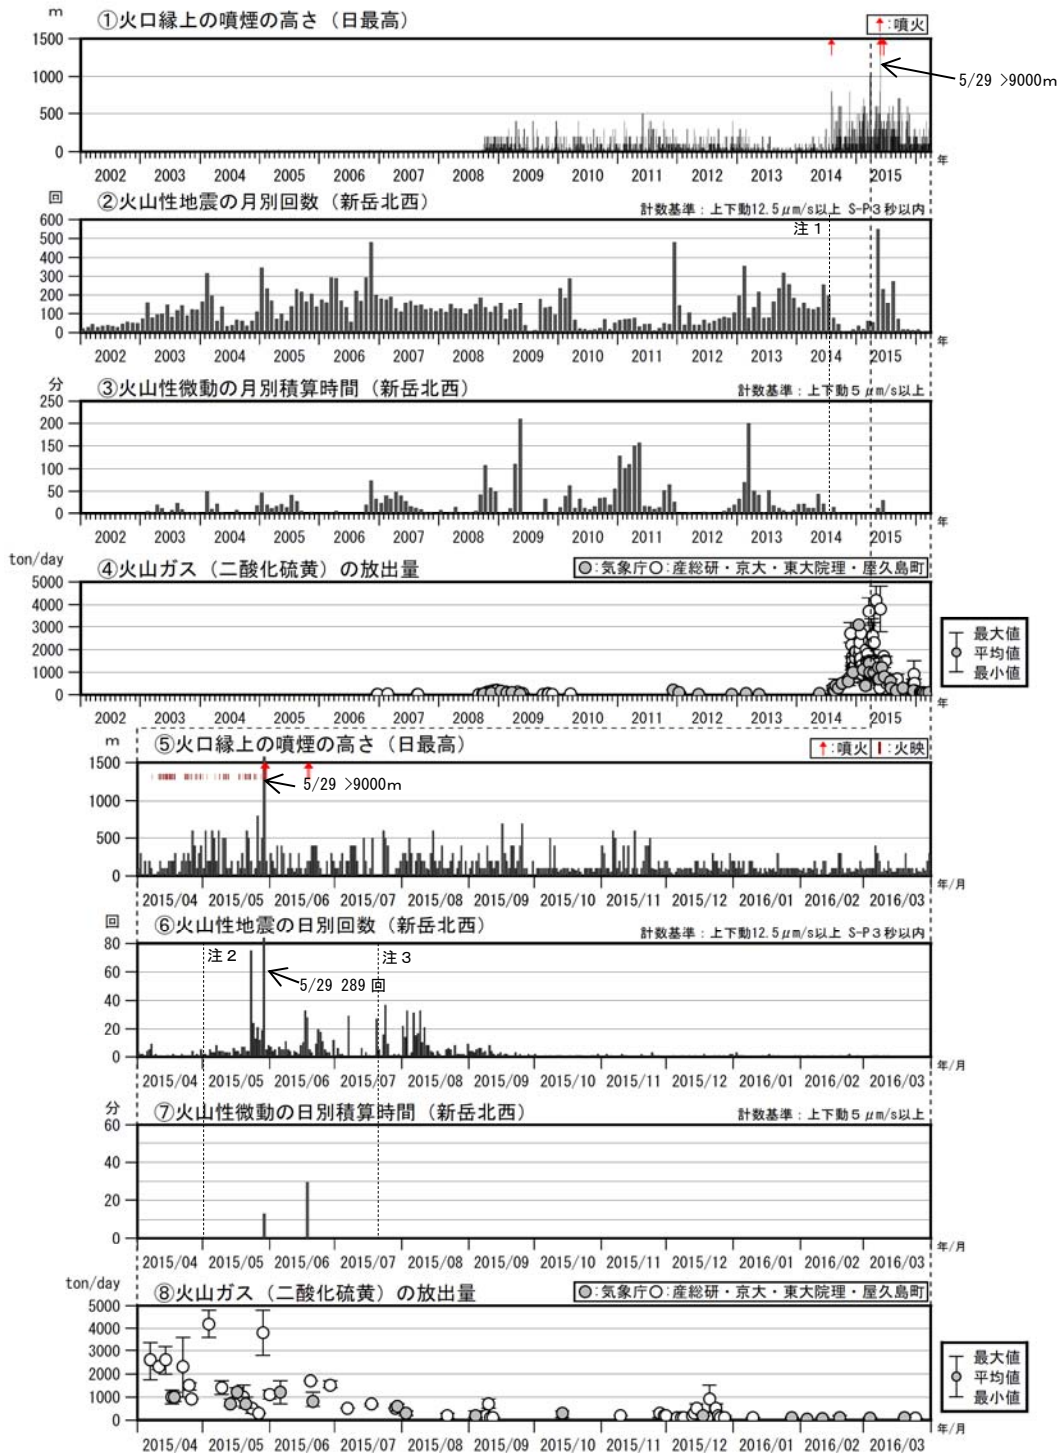 m ①火口縁上の噴煙の高さ（日最高）
↑:噴火
1500
1000
500
0
5/29 >9000m
2002 2003 2004 2005 2006 2007 2008 2009 2010 2011 2012 2013 2014 2015 年
回 ②火山性地震の月別回数（新岳北西）
計数基準：上下動12.5μm/s以上 S-P3秒以内
注1
600
500
400
300
200
100
0
2002 2003 2004 2005 2006 2007 2008 2009 2010 2011 2012 2013 2014 2015 年
分 ③火山性微動の月別積算時間（新岳北西）
計数基準：上下動5μm/s以上
250
200
150
100
50
0
2002 2003 2004 2005 2006 2007 2008 2009 2010 2011 2012 2013 2014 2015 年
ton/day ④火山ガス（二酸化硫黄）の放出量
○:気象庁○:産総研・京大・東大院理・屋久島町
5000
4000
3000
2000
1000
0
最大値
平均値
最小値
2002 2003 2004 2005 2006 2007 2008 2009 2010 2011 2012 2013 2014 2015 年
m ⑤火口縁上の噴煙の高さ（日最高）
↑:噴火 |:火映
1500
1000
500
0
5/29 >9000m
2015/04 2015/05 2015/06 2015/07 2015/08 2015/09 2015/10 2015/11 2015/12 2016/01 2016/02 2016/03 年/月
回 ⑥火山性地震の日別回数（新岳北西）
計数基準：上下動12.5μm/s以上 S-P3秒以内
80
60
40
20
0
注2
注3
5/29 289回
2015/04 2015/05 2015/06 2015/07 2015/08 2015/09 2015/10 2015/11 2015/12 2016/01 2016/02 2016/03 年/月
分 ⑦火山性微動の日別積算時間（新岳北西）
計数基準：上下動5μm/s以上
60
40
20
0
2015/04 2015/05 2015/06 2015/07 2015/08 2015/09 2015/10 2015/11 2015/12 2016/01 2016/02 2016/03 年/月
ton/day ⑧火山ガス（二酸化硫黄）の放出量
○:気象庁○:産総研・京大・東大院理・屋久島町
5000
4000
3000
2000
1000
0
最大値
平均値
最小値
2015/04 2015/05 2015/06 2015/07 2015/08 2015/09 2015/10 2015/11 2015/12 2016/01 2016/02 2016/03 年/月